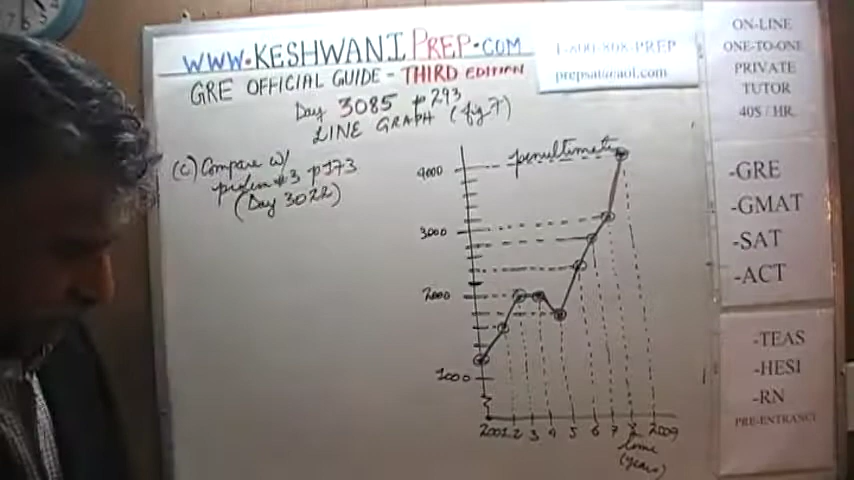 WWW.KESHWANIPREP.COM
GRE OFFICIAL GUIDE - THIRD EDITION
Day 3085 p293
LINE GRAPH (fig 7)
1-800-808-PREP
prepsat@aol.com
(C) Compare w/
problem #3 p173
(Day 3022)
penultimate
4000
3000
2000
1000
2001 2 3 4 5 6 7 8 2009
time
(years)
ON-LINE
ONE-TO-ONE
PRIVATE
TUTOR
40$ / HR.
-GRE
-GMAT
-SAT
-ACT
-TEAS
-HESI
-RN
PRE-ENTRANCE